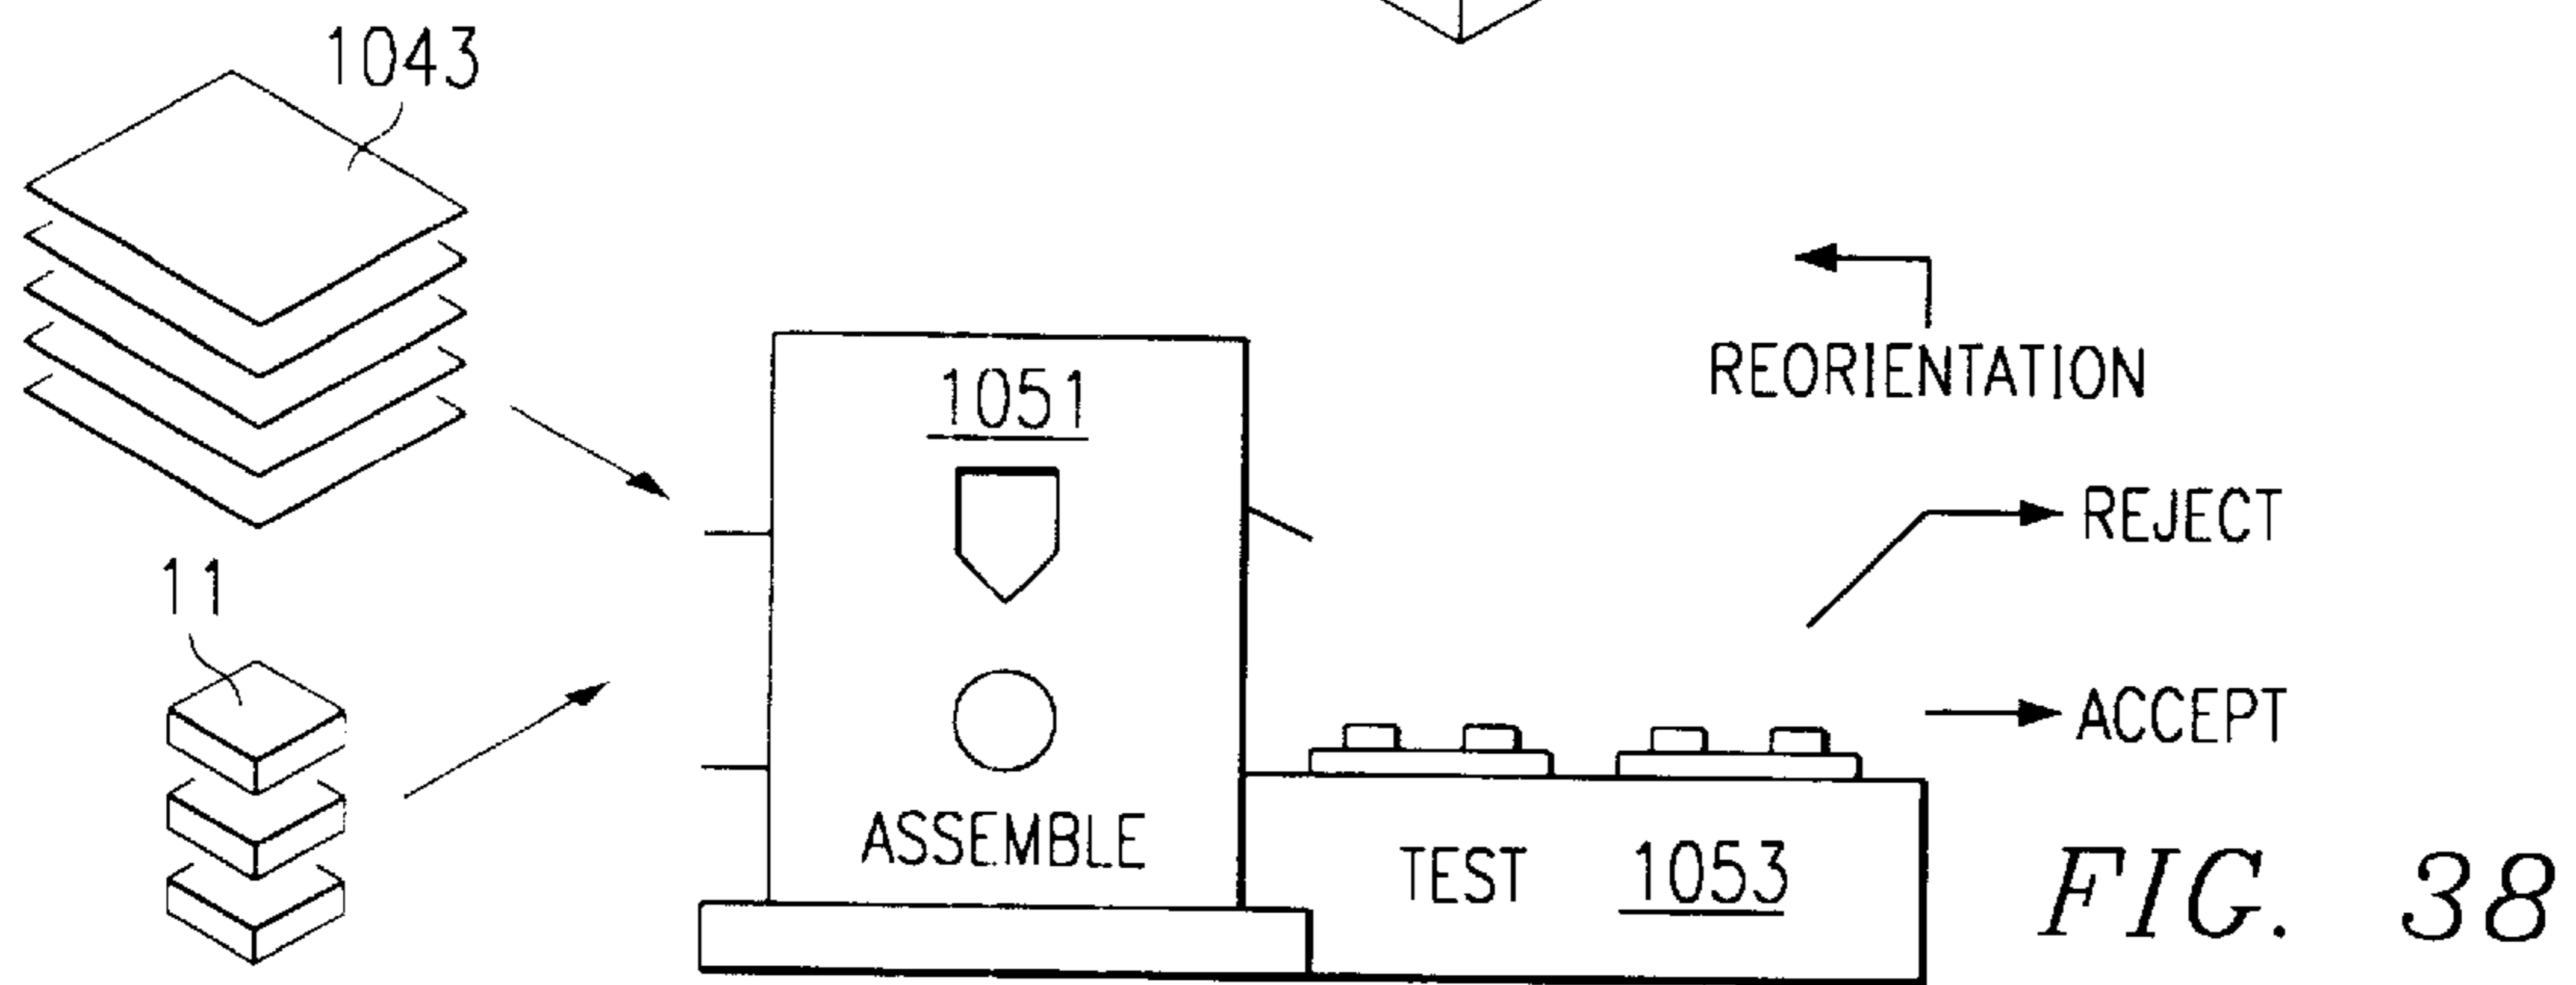 1043
1051
REORIENTATION
REJECT
11
ACCEPT
ASSEMBLE
TEST 1053
FIG. 38